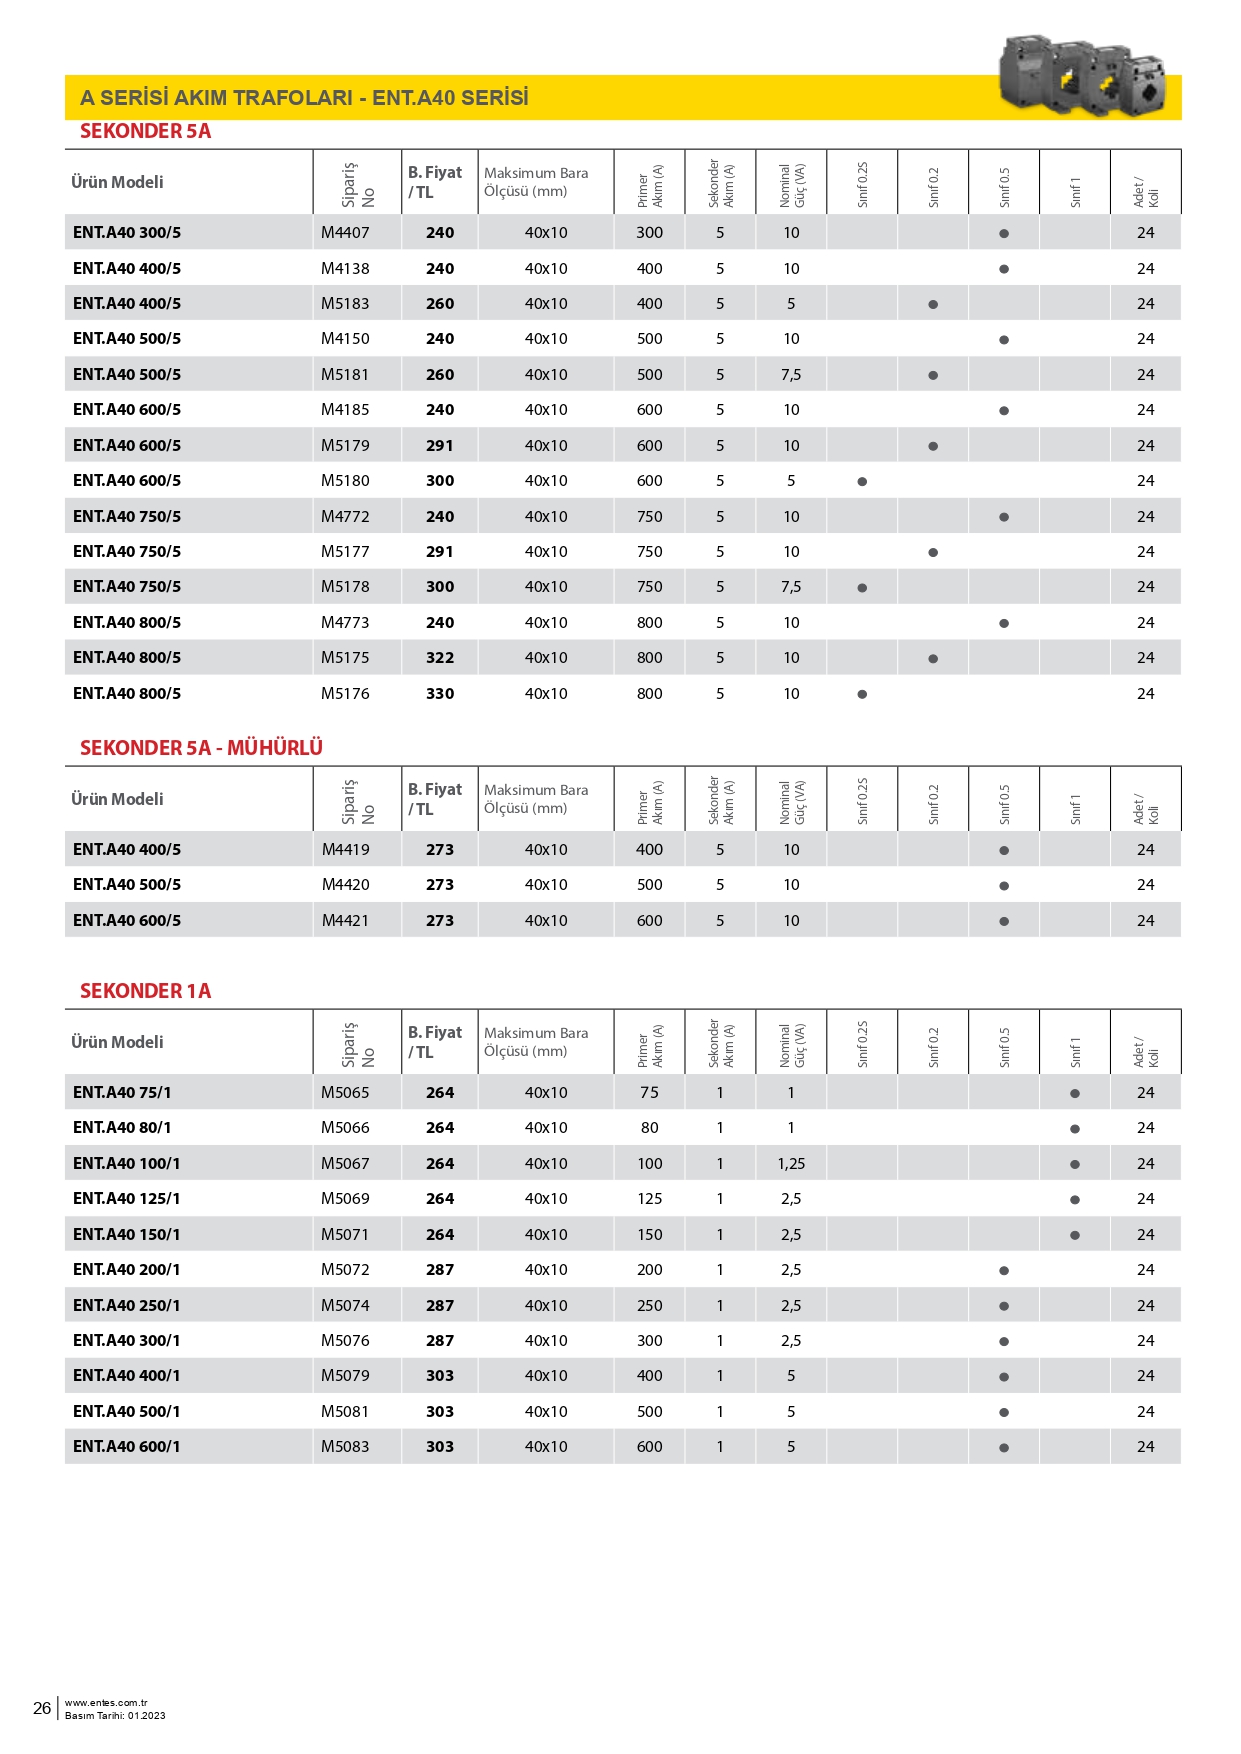 A SERİSİ AKIM TRAFOLARI - ENT.A40 SERİSİ
SEKONDER 5A
Ürün Modeli Sipariş No B. Fiyat / TL Maksimum Bara Ölçüsü (mm) Primer Akım (A) Sekonder Akım (A) Nominal Güç (VA) Sınıf 0.2S Sınıf 0.2 Sınıf 0.5 Sınıf 1 Adet / Koli
ENT.A40 300/5 M4407 240 40x10 300 5 10 ● 24
ENT.A40 400/5 M4138 240 40x10 400 5 10 ● 24
ENT.A40 400/5 M5183 260 40x10 400 5 5 ● 24
ENT.A40 500/5 M4150 240 40x10 500 5 10 ● 24
ENT.A40 500/5 M5181 260 40x10 500 5 7,5 ● 24
ENT.A40 600/5 M4185 240 40x10 600 5 10 ● 24
ENT.A40 600/5 M5179 291 40x10 600 5 10 ● 24
ENT.A40 600/5 M5180 300 40x10 600 5 5 ● 24
ENT.A40 750/5 M4772 240 40x10 750 5 10 ● 24
ENT.A40 750/5 M5177 291 40x10 750 5 10 ● 24
ENT.A40 750/5 M5178 300 40x10 750 5 7,5 ● 24
ENT.A40 800/5 M4773 240 40x10 800 5 10 ● 24
ENT.A40 800/5 M5175 322 40x10 800 5 10 ● 24
ENT.A40 800/5 M5176 330 40x10 800 5 10 ● 24
SEKONDER 5A - MÜHÜRLÜ
Ürün Modeli Sipariş No B. Fiyat / TL Maksimum Bara Ölçüsü (mm) Primer Akım (A) Sekonder Akım (A) Nominal Güç (VA) Sınıf 0.2S Sınıf 0.2 Sınıf 0.5 Sınıf 1 Adet / Koli
ENT.A40 400/5 M4419 273 40x10 400 5 10 ● 24
ENT.A40 500/5 M4420 273 40x10 500 5 10 ● 24
ENT.A40 600/5 M4421 273 40x10 600 5 10 ● 24
SEKONDER 1A
Ürün Modeli Sipariş No B. Fiyat / TL Maksimum Bara Ölçüsü (mm) Primer Akım (A) Sekonder Akım (A) Nominal Güç (VA) Sınıf 0.2S Sınıf 0.2 Sınıf 0.5 Sınıf 1 Adet / Koli
ENT.A40 75/1 M5065 264 40x10 75 1 1 ● 24
ENT.A40 80/1 M5066 264 40x10 80 1 1 ● 24
ENT.A40 100/1 M5067 264 40x10 100 1 1,25 ● 24
ENT.A40 125/1 M5069 264 40x10 125 1 2,5 ● 24
ENT.A40 150/1 M5071 264 40x10 150 1 2,5 ● 24
ENT.A40 200/1 M5072 287 40x10 200 1 2,5 ● 24
ENT.A40 250/1 M5074 287 40x10 250 1 2,5 ● 24
ENT.A40 300/1 M5076 287 40x10 300 1 2,5 ● 24
ENT.A40 400/1 M5079 303 40x10 400 1 5 ● 24
ENT.A40 500/1 M5081 303 40x10 500 1 5 ● 24
ENT.A40 600/1 M5083 303 40x10 600 1 5 ● 24
26
www.entes.com.tr
Basım Tarihi: 01.2023